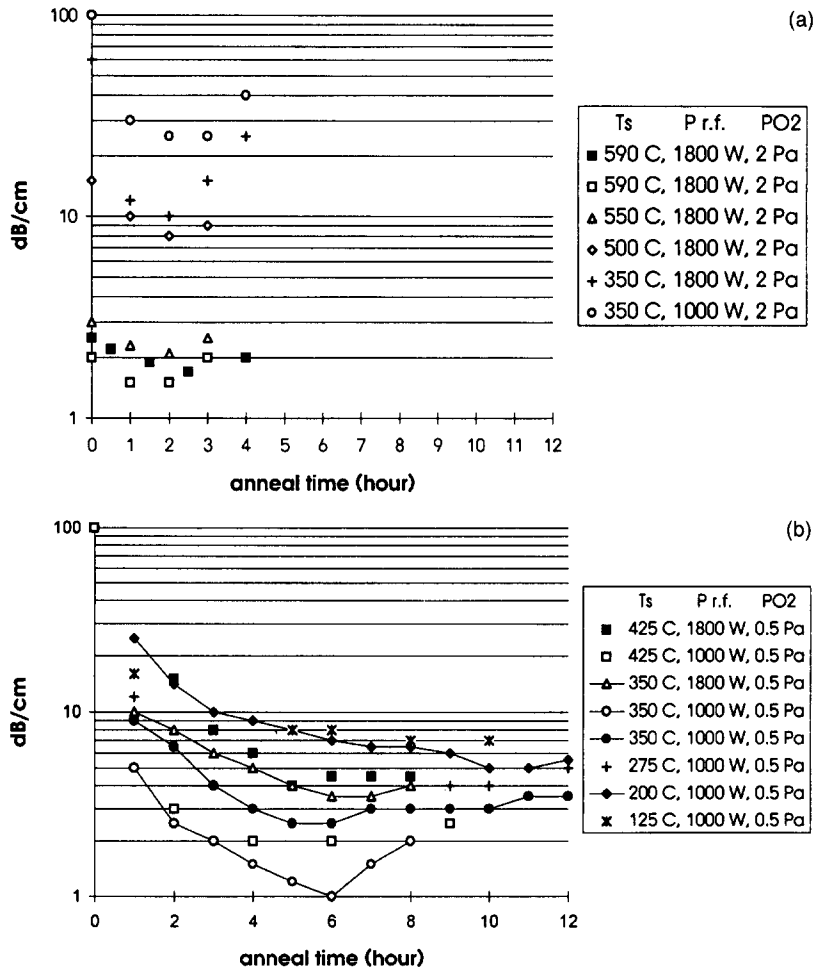 (a)
100
10
1
dB/cm
0 1 2 3 4 5 6 7 8 9 10 11 12
anneal time (hour)
Ts P r.f. PO2
590 C, 1800 W, 2 Pa
590 C, 1800 W, 2 Pa
550 C, 1800 W, 2 Pa
500 C, 1800 W, 2 Pa
350 C, 1800 W, 2 Pa
350 C, 1000 W, 2 Pa
(b)
100
10
1
dB/cm
0 2 4 6 8 10 12
anneal time (hour)
Ts P r.f. PO2
425 C, 1800 W, 0.5 Pa
425 C, 1000 W, 0.5 Pa
350 C, 1800 W, 0.5 Pa
350 C, 1000 W, 0.5 Pa
350 C, 1000 W, 0.5 Pa
275 C, 1000 W, 0.5 Pa
200 C, 1000 W, 0.5 Pa
125 C, 1000 W, 0.5 Pa